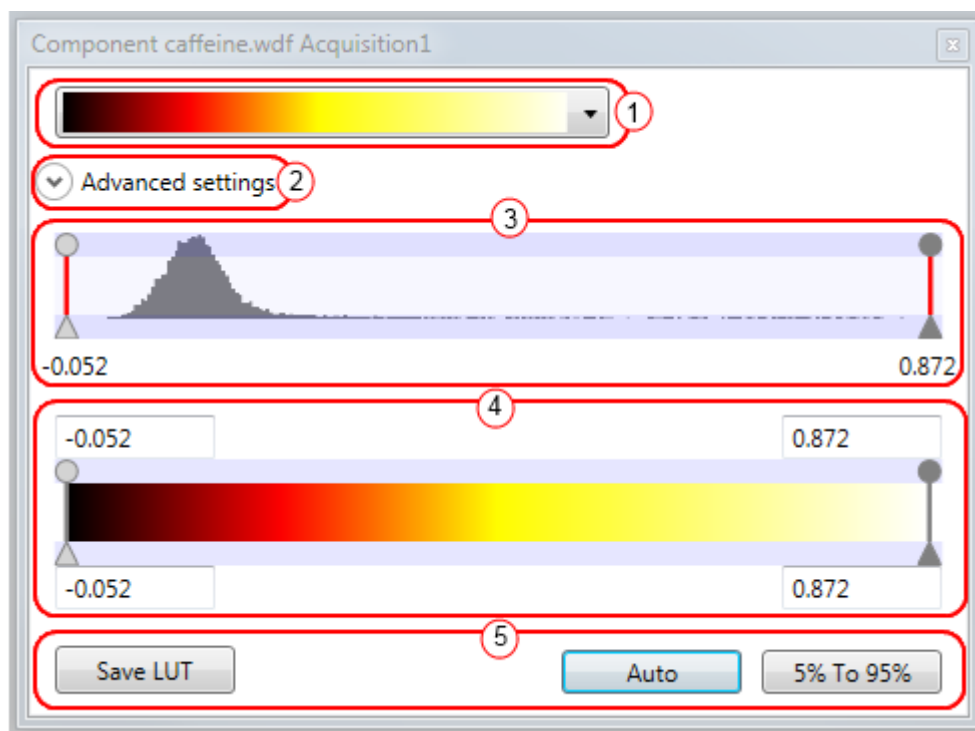 Component caffeine.wdf Acquisition1
1
Advanced settings 2
3
-0.052 0.872
4
-0.052 0.872
-0.052 0.872
5
Save LUT Auto 5% To 95%